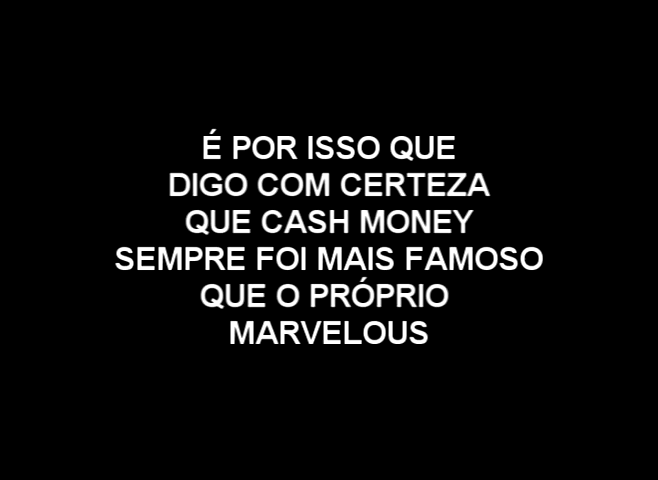 É POR ISSO QUE
DIGO COM CERTEZA
QUE CASH MONEY
SEMPRE FOI MAIS FAMOSO
QUE O PRÓPRIO
MARVELOUS